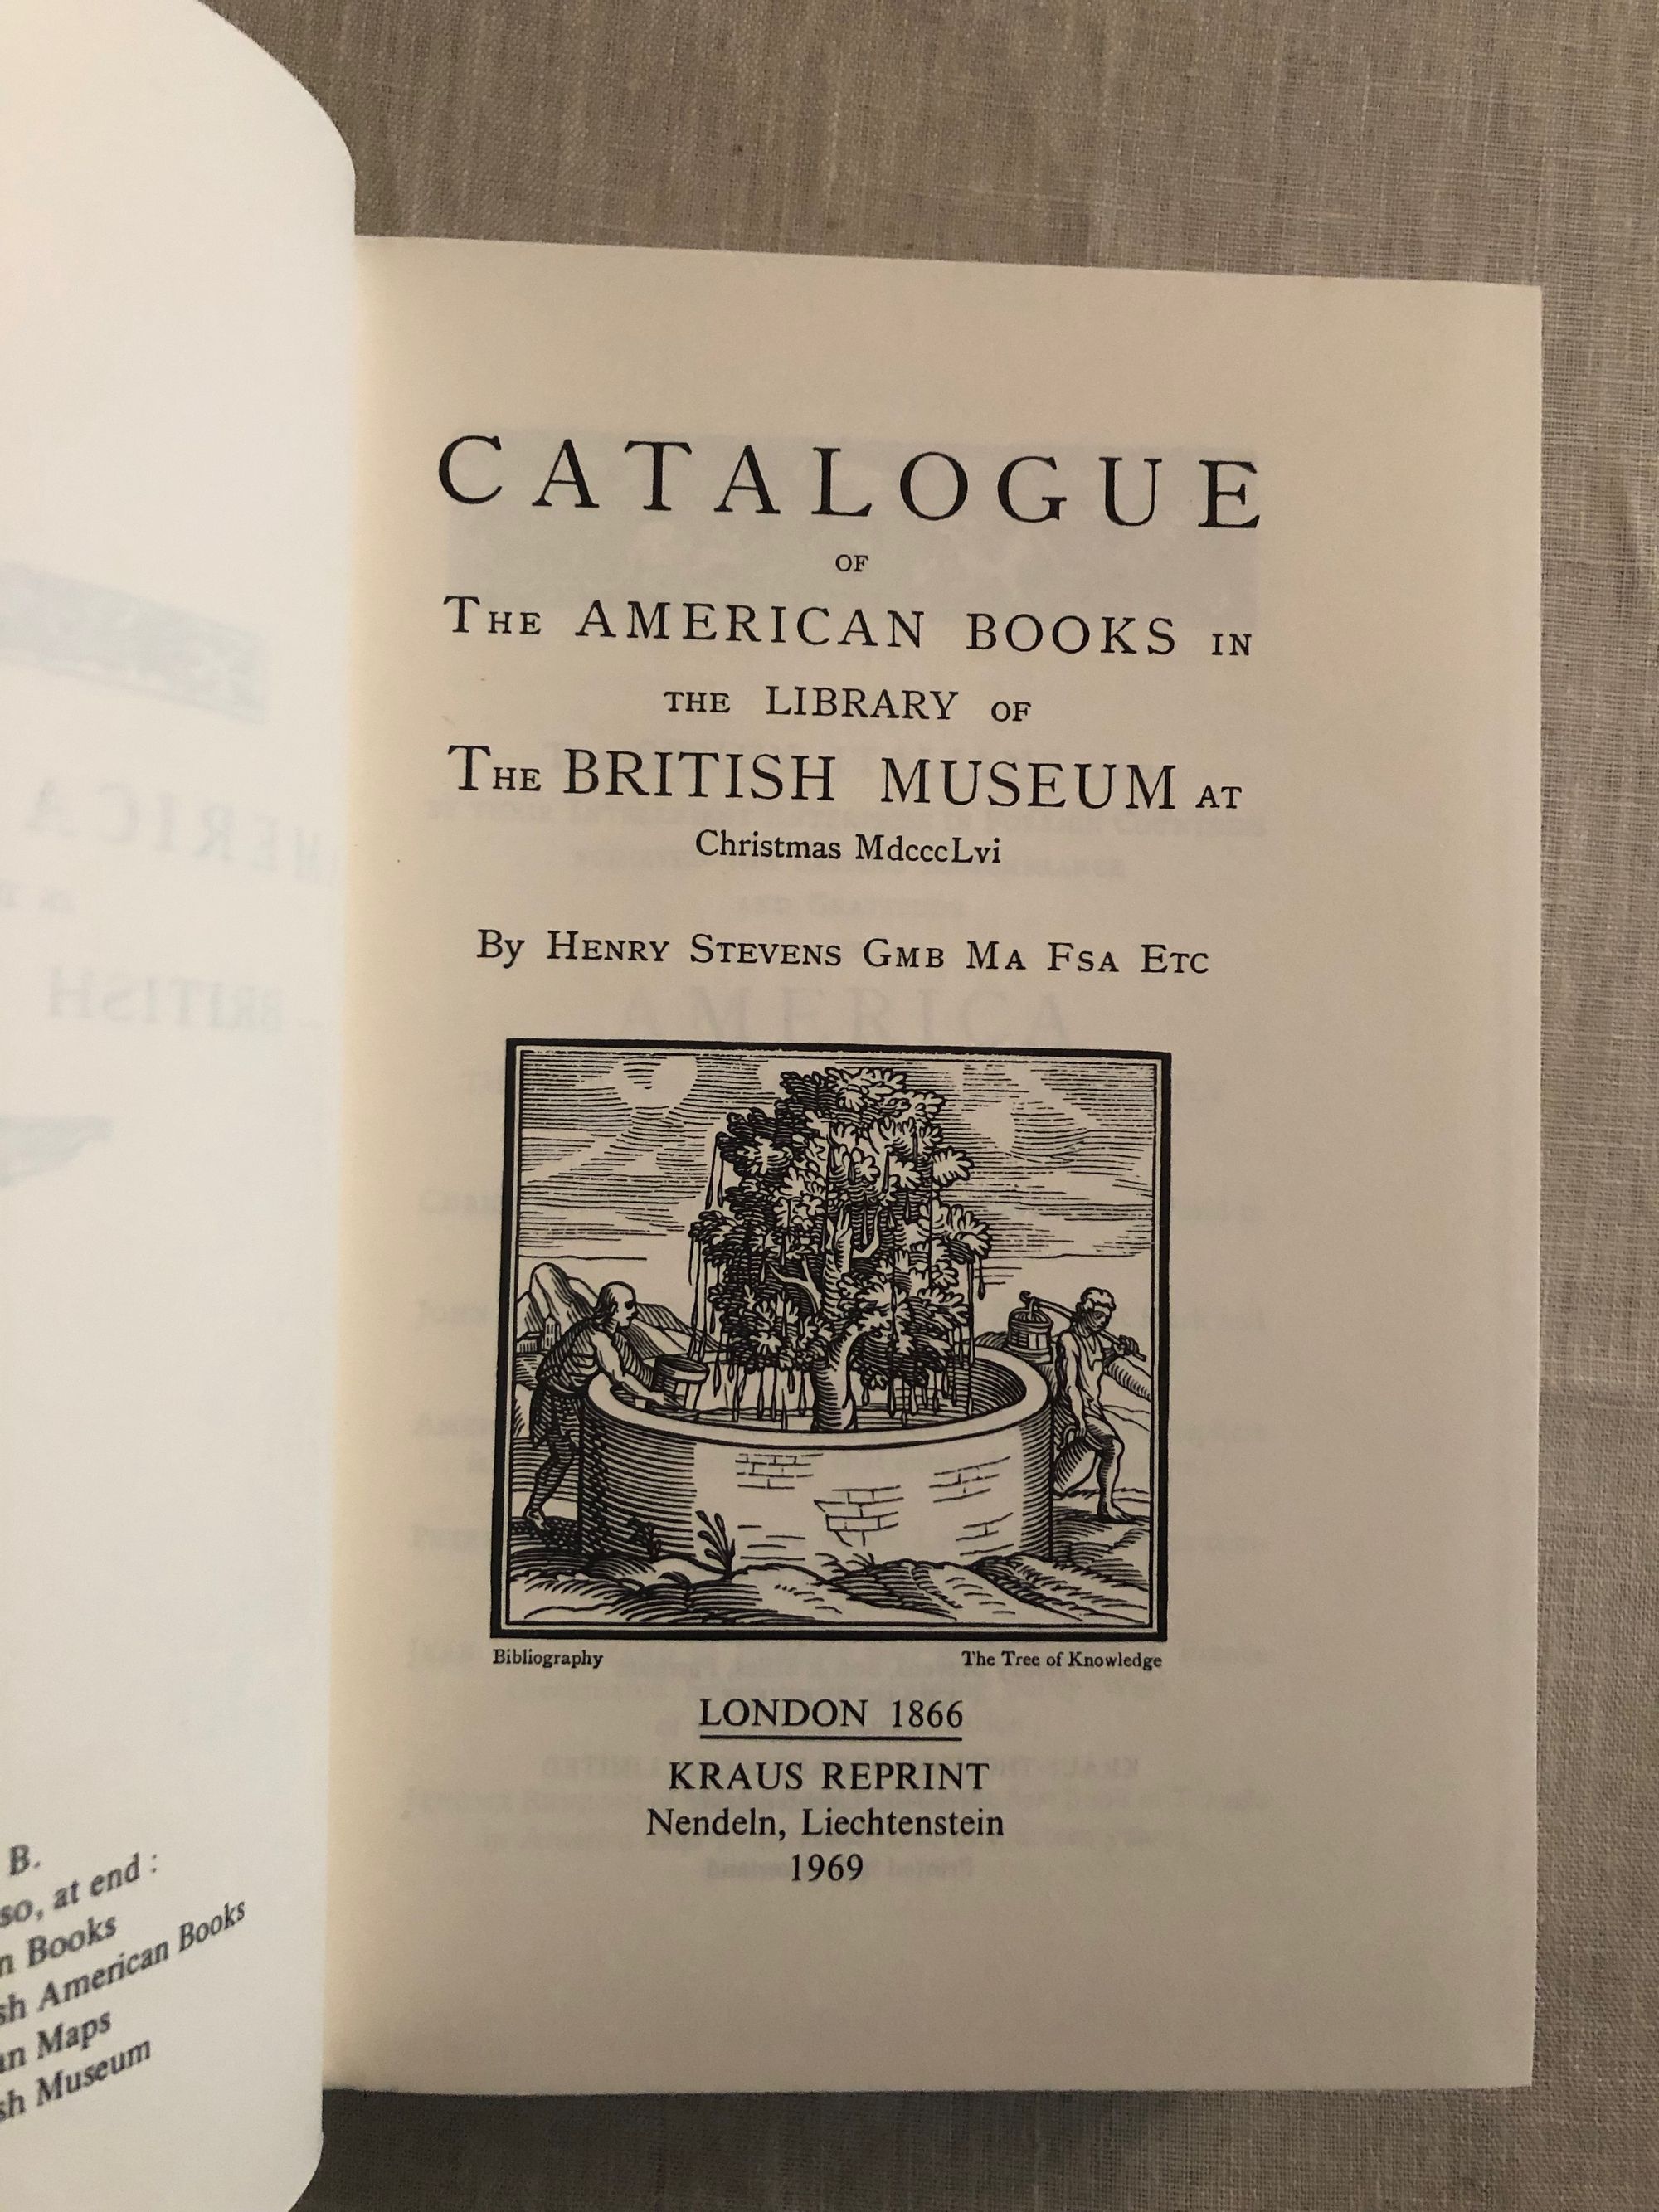 CATALOGUE
OF
THE AMERICAN BOOKS IN
THE LIBRARY OF
THE BRITISH MUSEUM AT
Christmas MdcccLvi
By HENRY STEVENS GMB MA FSA ETC
Bibliography The Tree of Knowledge
LONDON 1866
KRAUS REPRINT
Nendeln, Liechtenstein
1969
B.
so, at end :
n Books
sh American Books
an Maps
sh Museum